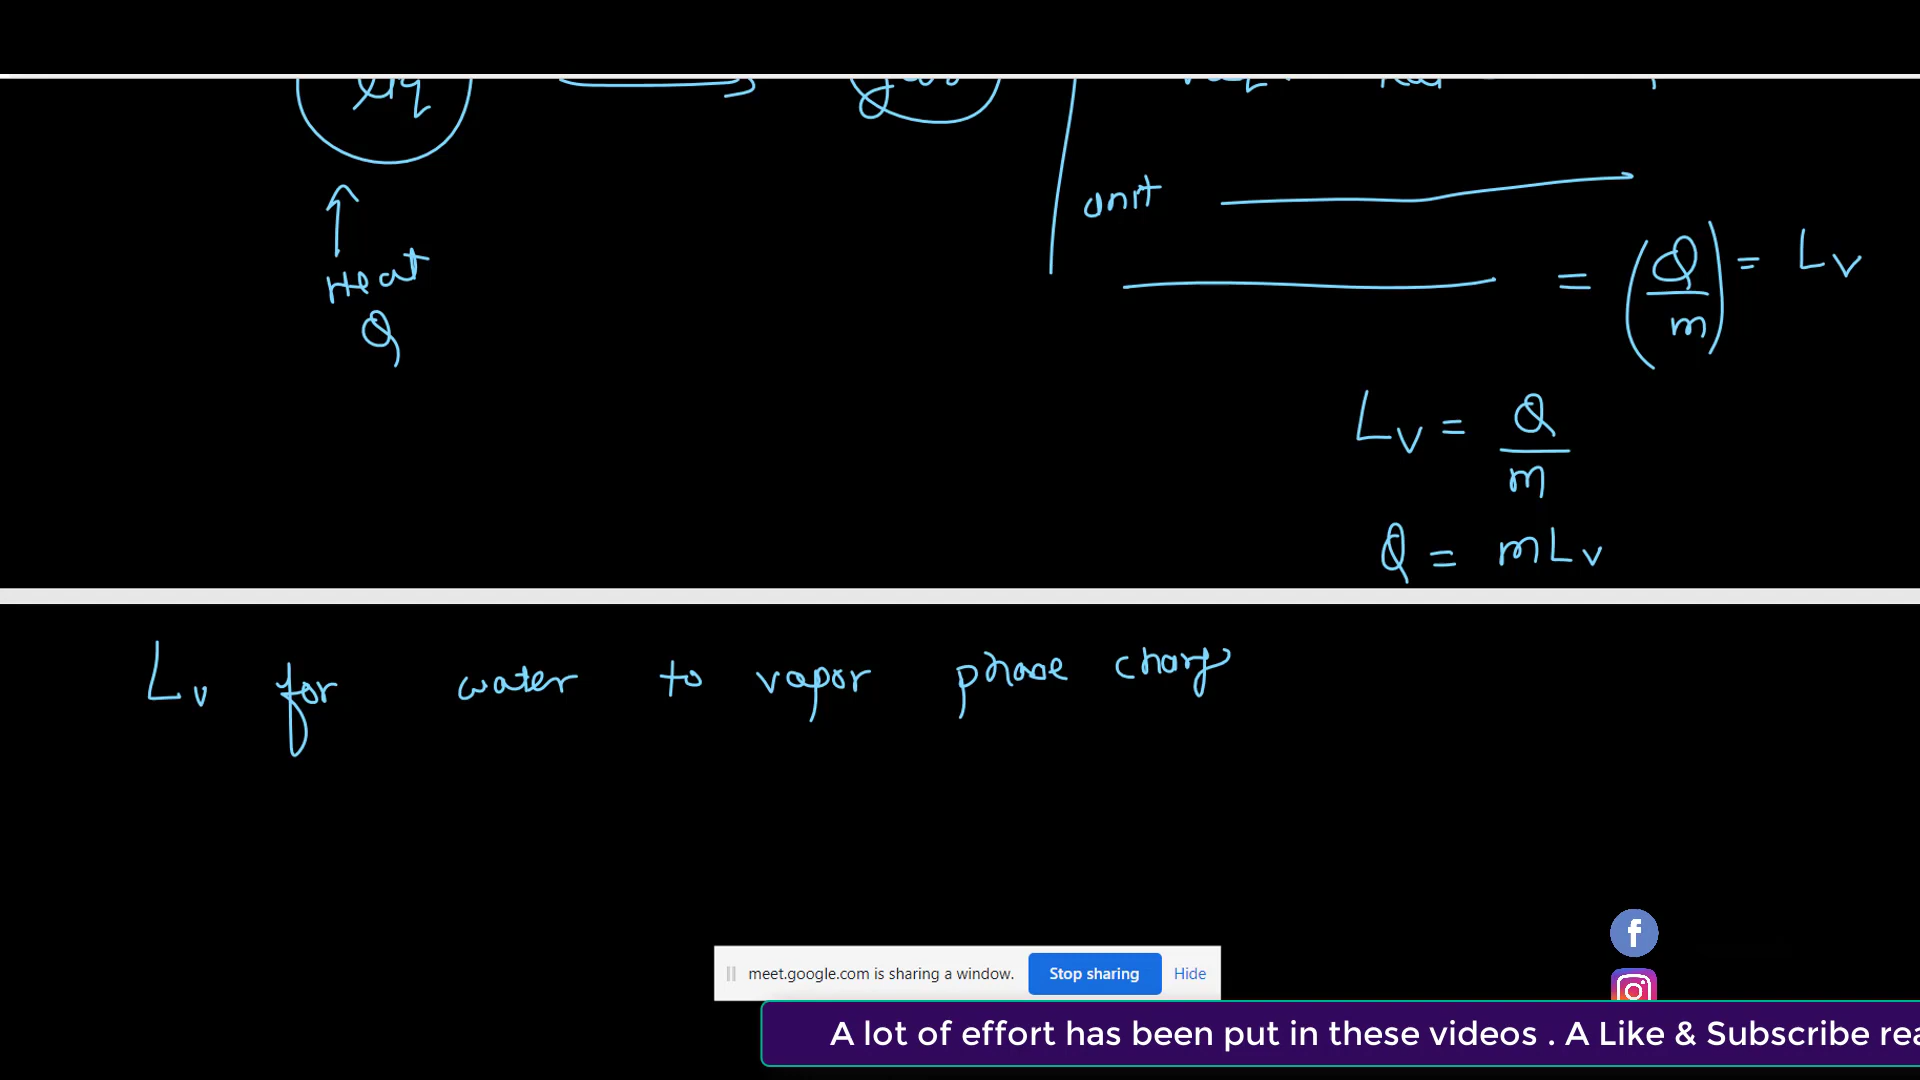 liq
unit
Heat
Q
= (Q/m) = Lv
Lv = Q/m
Q = mLv
Lv for water to vapor phase chang
meet.google.com is sharing a window. Stop sharing Hide
A lot of effort has been put in these videos . A Like & Subscribe rea